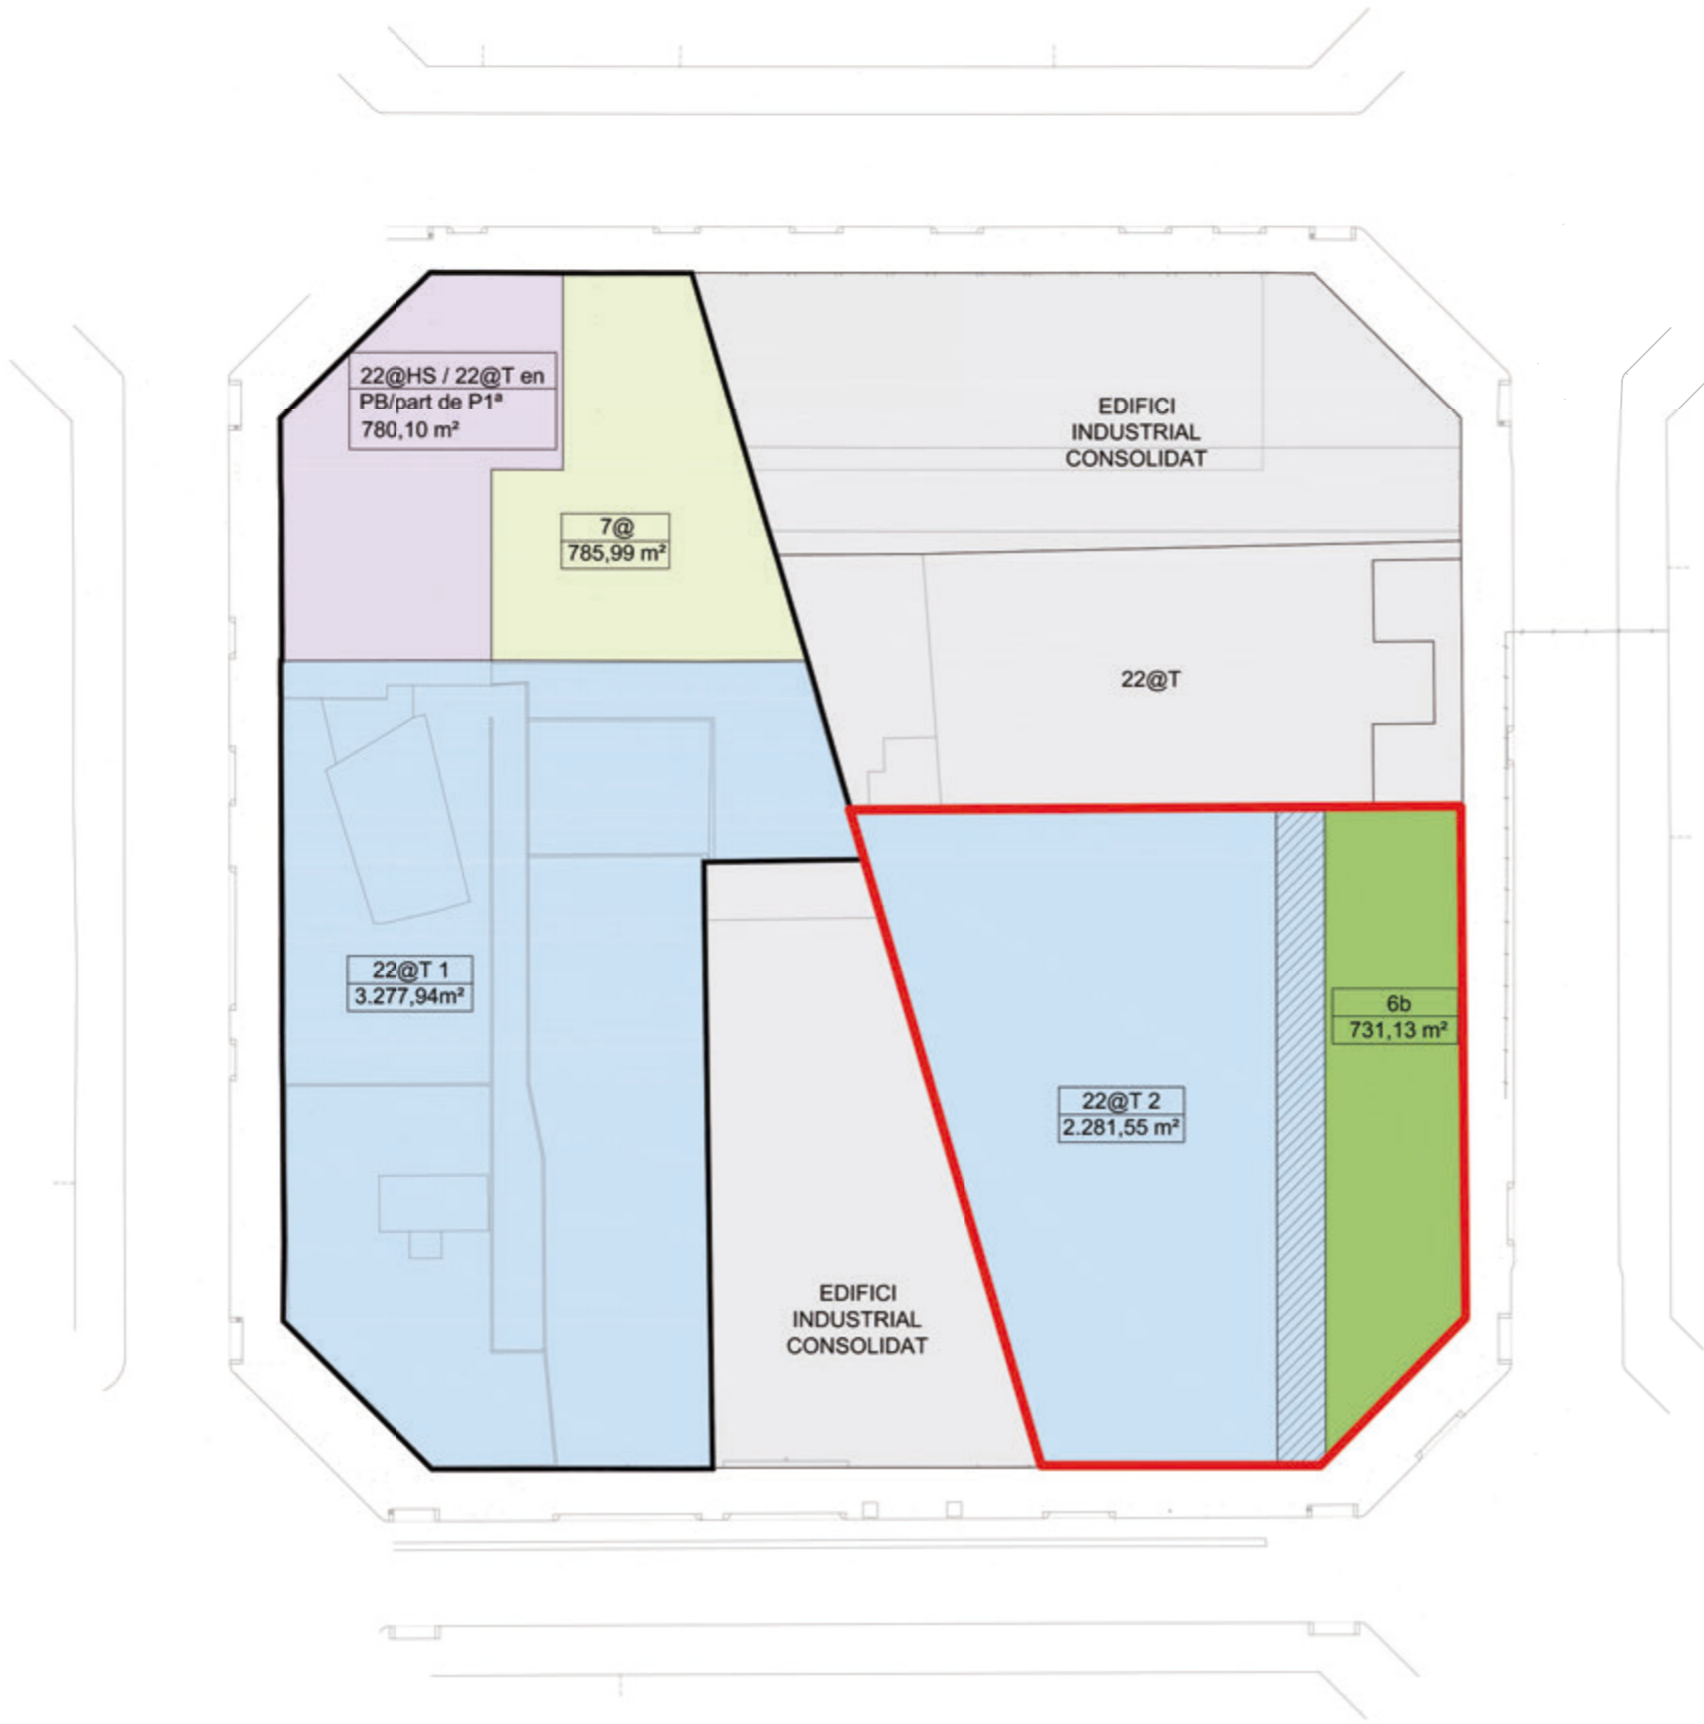 22@HS / 22@T en
PB/part de P1ª
780,10 m²
EDIFICI
INDUSTRIAL
CONSOLIDAT
7@
785,99 m²
22@T
22@T 1
3.277,94m²
6b
731,13 m²
22@T 2
2.281,55 m²
EDIFICI
INDUSTRIAL
CONSOLIDAT